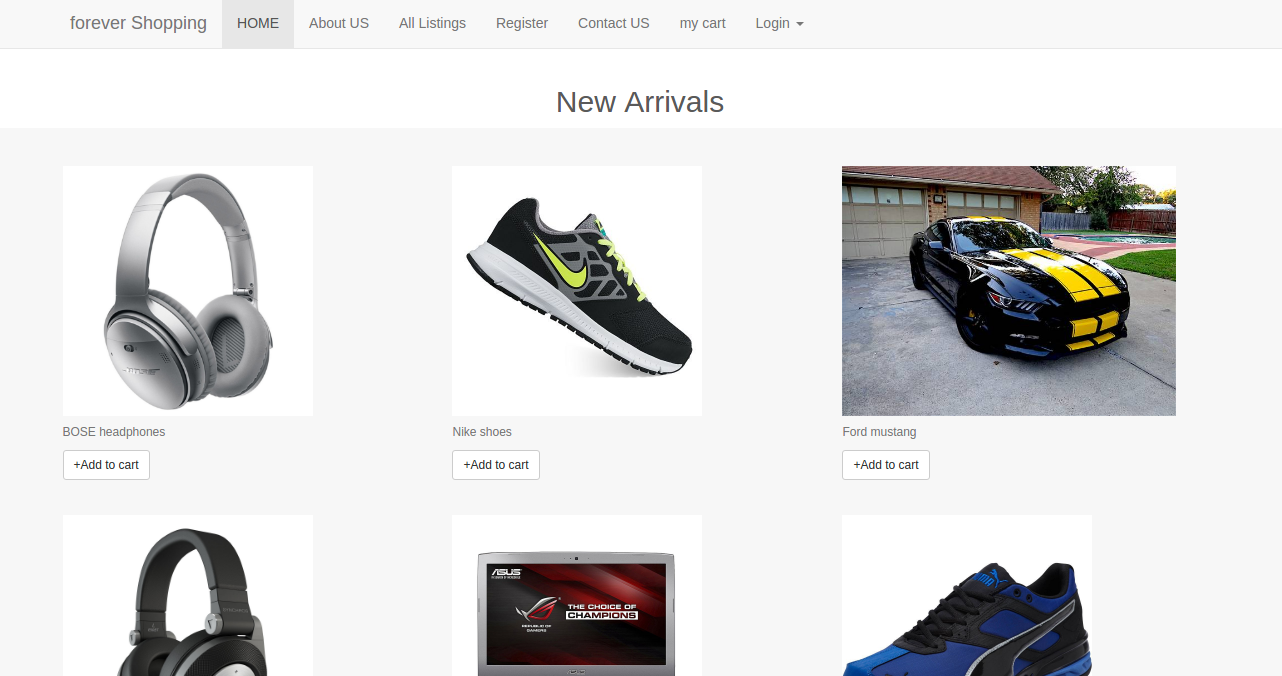 forever Shopping HOME About US All Listings Register Contact US my cart Login
New Arrivals
BOSE headphones Nike shoes Ford mustang
+Add to cart +Add to cart +Add to cart
ASUS
REPUBLIC OF
GAMERS
THE CHOICE OF
CHAMPIONS